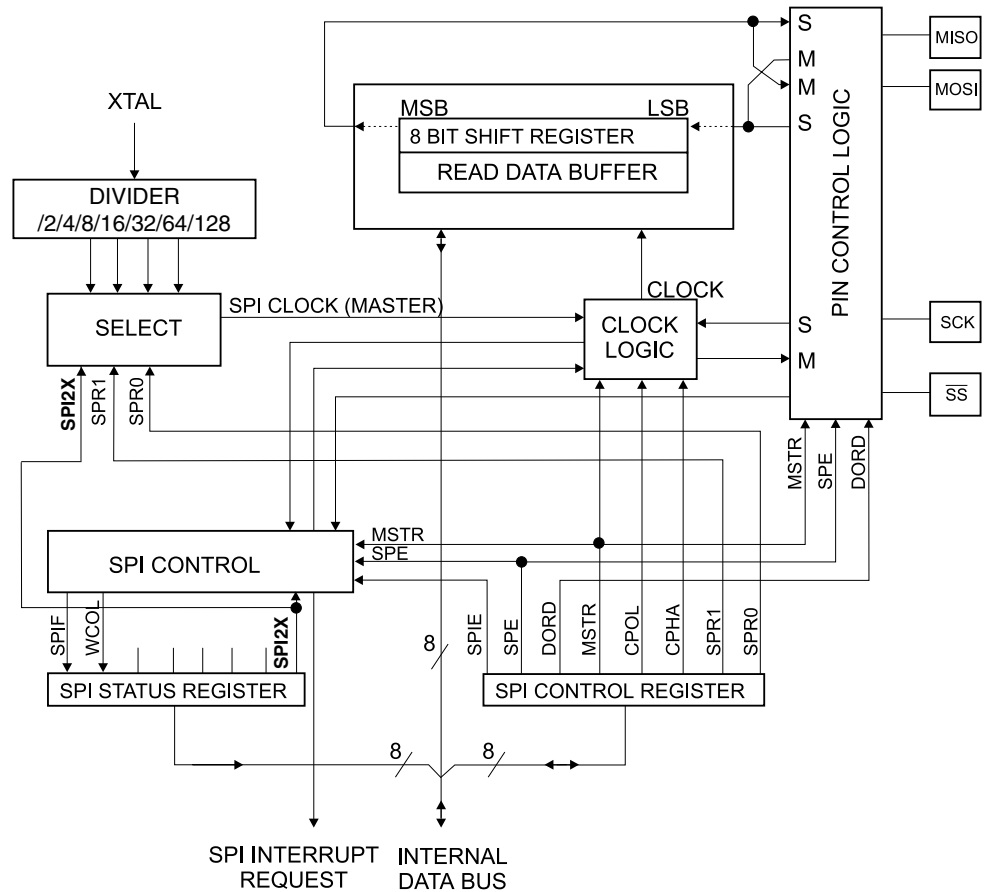 S
MISO
M
M
MOSI
XTAL
MSB
LSB
S
8 BIT SHIFT REGISTER
READ DATA BUFFER
DIVIDER
/2/4/8/16/32/64/128
PIN CONTROL LOGIC
SPI CLOCK (MASTER)
CLOCK
SELECT
CLOCK
LOGIC
S
SCK
M
SPI2X
SPR1
SPR0
SS
MSTR
SPE
DORD
MSTR
SPE
SPI CONTROL
SPIF
WCOL
SPI2X
8
SPIE
SPE
DORD
MSTR
CPOL
CPHA
SPR1
SPR0
SPI STATUS REGISTER
SPI CONTROL REGISTER
8
8
SPI INTERRUPT
REQUEST
INTERNAL
DATA BUS